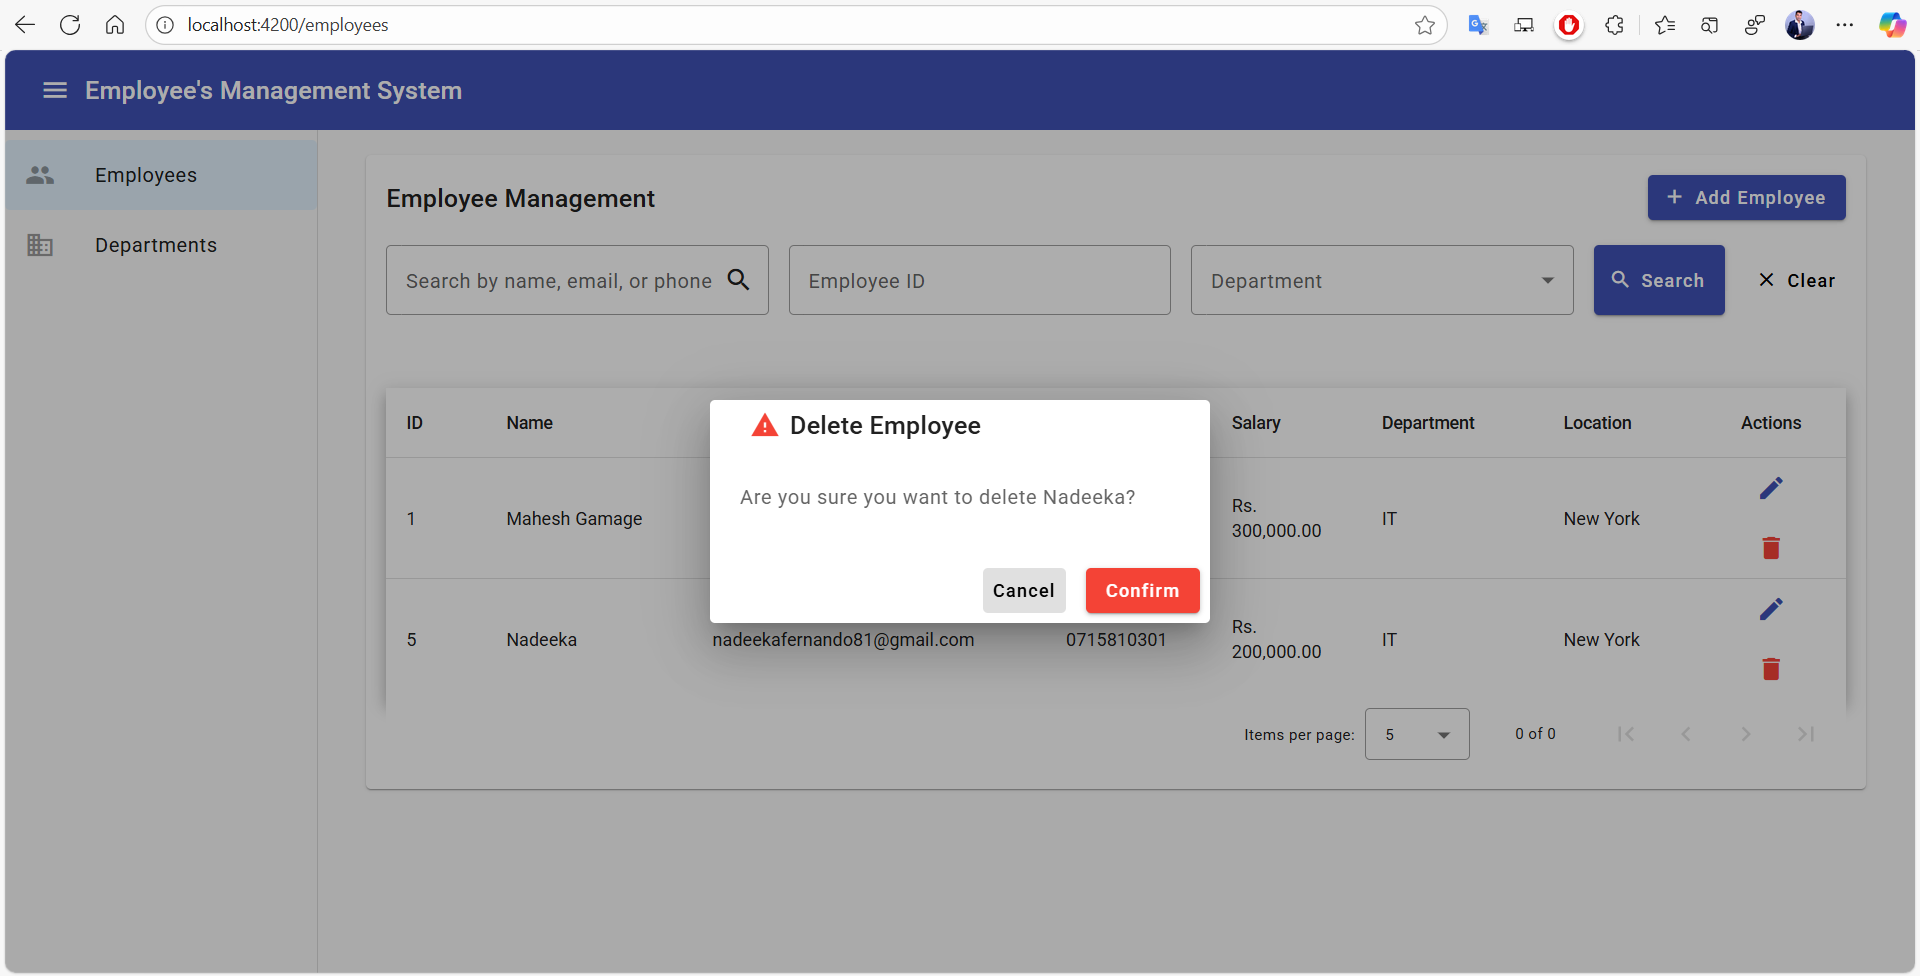 localhost:4200/employees
Employee's Management System
Employees
Departments
Employee Management
+ Add Employee
Search by name, email, or phone
Employee ID
Department
Search
Clear
ID Name Salary Department Location Actions
Delete Employee
Are you sure you want to delete Nadeeka?
Cancel Confirm
1 Mahesh Gamage Rs. IT New York
300,000.00
5 Nadeeka nadeekafernando81@gmail.com 0715810301 Rs. IT New York
200,000.00
Items per page: 5 0 of 0